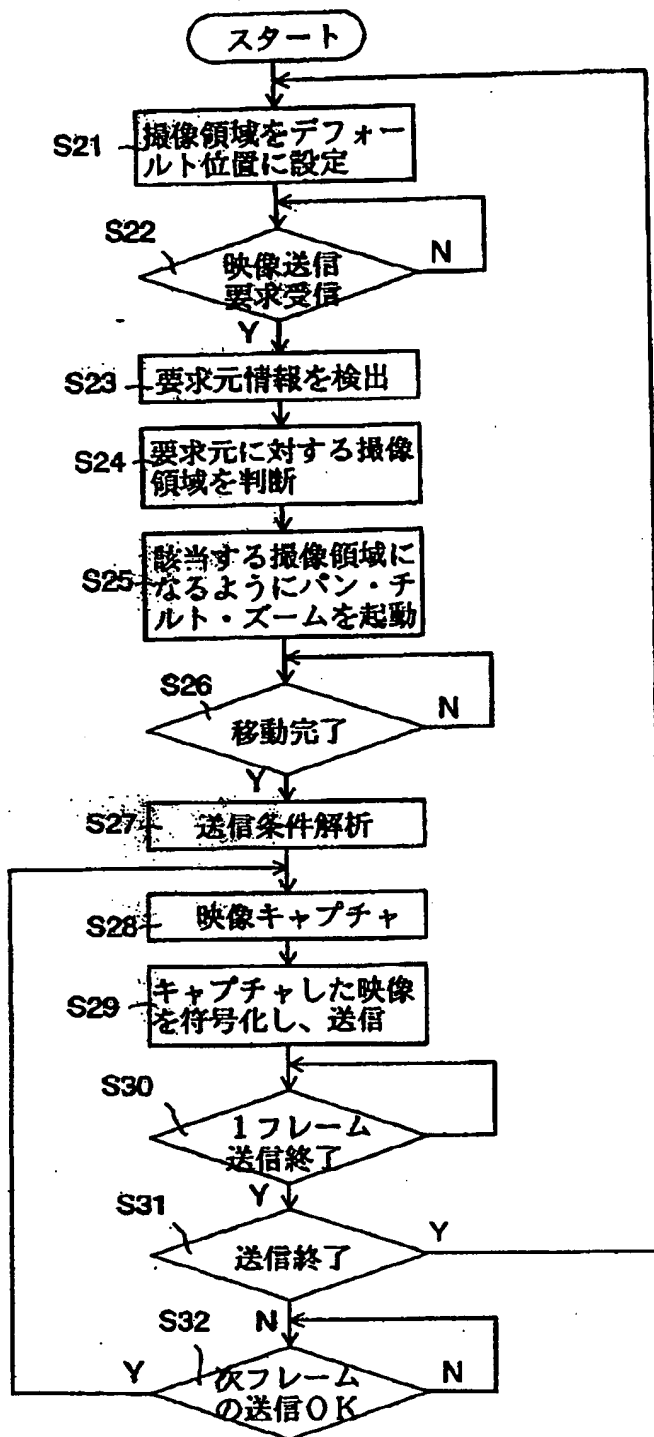 スタート
S21
撮像領域をデフォー
ルト位置に設定
S22
映像送信
要求受信
N
Y
S23
要求元情報を検出
S24
要求元に対する撮像
領域を判断
S25
該当する撮像領域に
なるようにパン・チ
ルト・ズームを起動
S26
移動完了
N
Y
S27
送信条件解析
S28
映像キャプチャ
S29
キャプチャした映像
を符号化し、送信
S30
1フレーム
送信終了
Y
S31
送信終了
Y
N
S32
次フレーム
の送信OK
Y
N